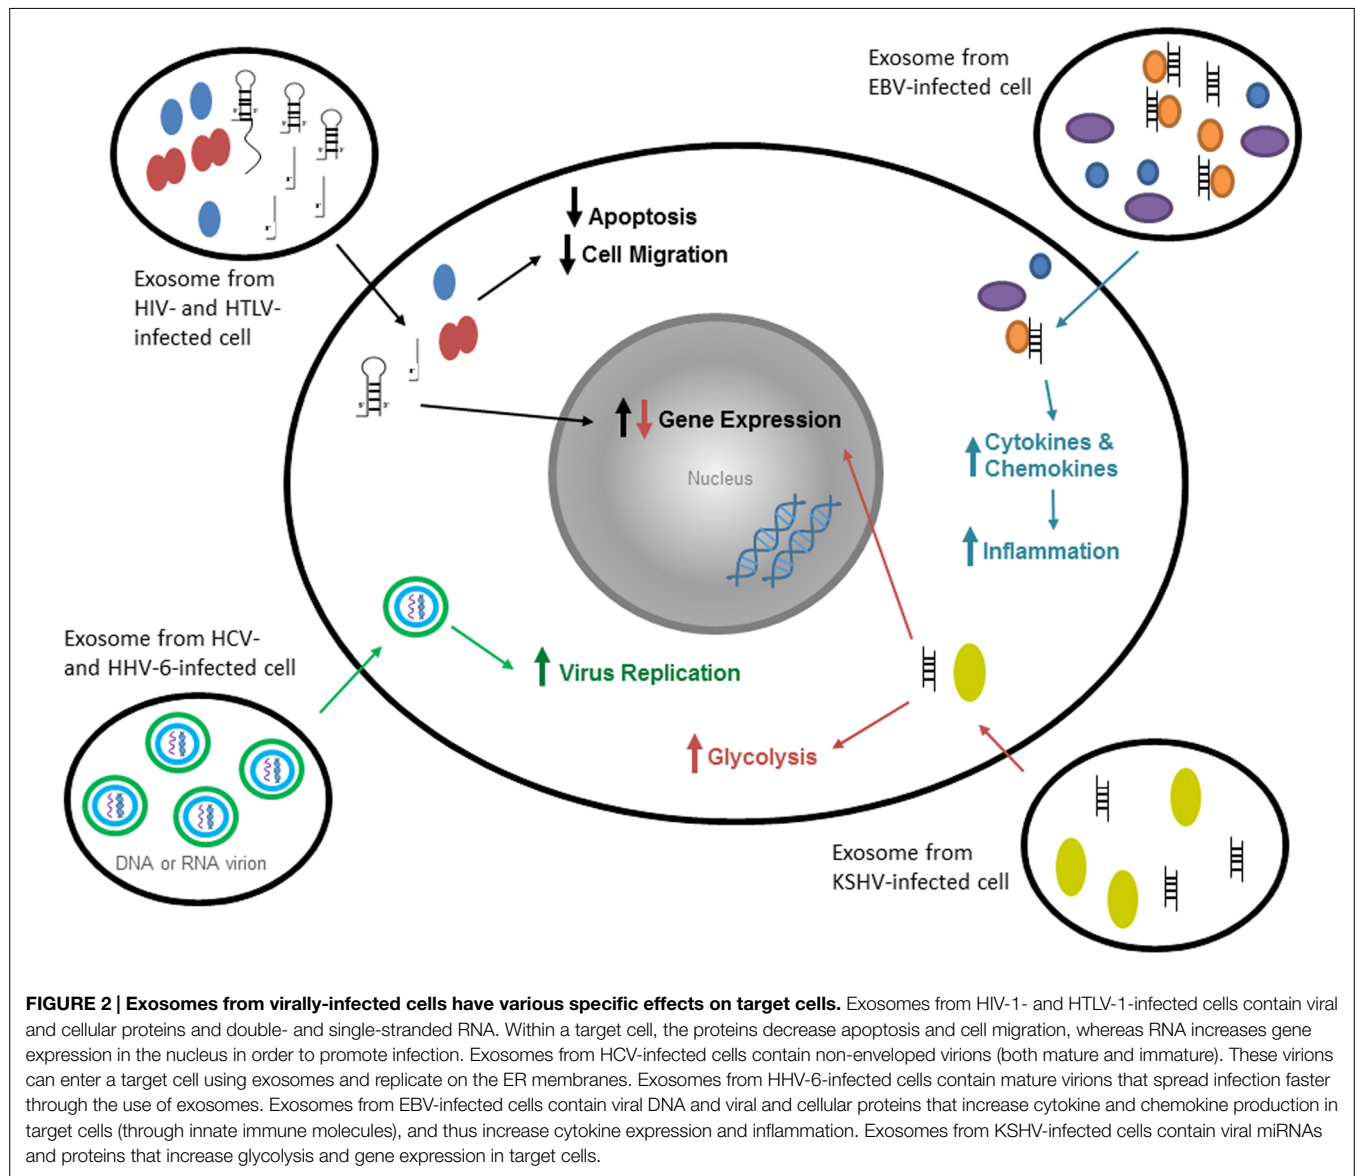 Exosome from
EBV-infected cell
Exosome from
HIV- and HTLV-
infected cell
Apoptosis
Cell Migration
5' 3'
Gene Expression
Nucleus
Cytokines &
Chemokines
Inflammation
Exosome from HCV-
and HHV-6-infected cell
Virus Replication
Glycolysis
DNA or RNA virion
Exosome from
KSHV-infected cell
FIGURE 2 | Exosomes from virally-infected cells have various specific effects on target cells. Exosomes from HIV-1- and HTLV-1-infected cells contain viral
and cellular proteins and double- and single-stranded RNA. Within a target cell, the proteins decrease apoptosis and cell migration, whereas RNA increases gene
expression in the nucleus in order to promote infection. Exosomes from HCV-infected cells contain non-enveloped virions (both mature and immature). These virions
can enter a target cell using exosomes and replicate on the ER membranes. Exosomes from HHV-6-infected cells contain mature virions that spread infection faster
through the use of exosomes. Exosomes from EBV-infected cells contain viral DNA and viral and cellular proteins that increase cytokine and chemokine production in
target cells (through innate immune molecules), and thus increase cytokine expression and inflammation. Exosomes from KSHV-infected cells contain viral miRNAs
and proteins that increase glycolysis and gene expression in target cells.